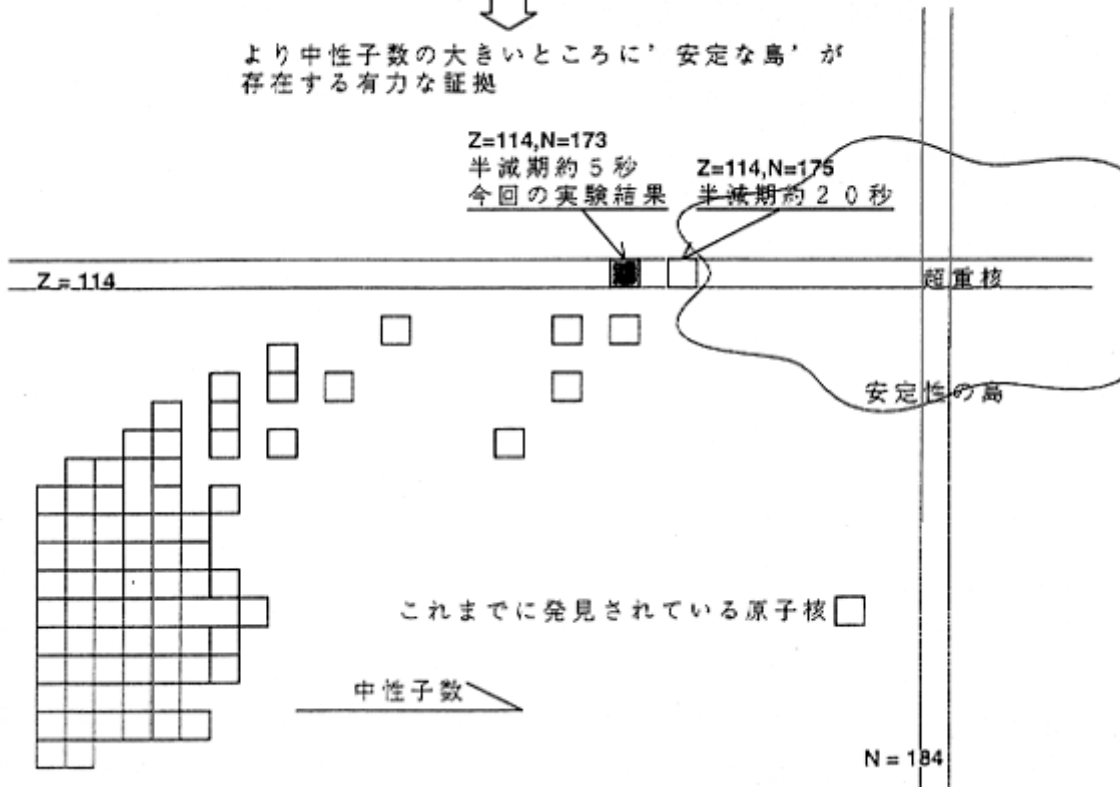 より中性子数の大きいところに’安定な島’が
存在する有力な証拠
Z=114,N=173
半減期約5秒
今回の実験結果
Z=114,N=175
半減期約20秒
Z=114
超重核
安定性の島
これまでに発見されている原子核
中性子数
N=184